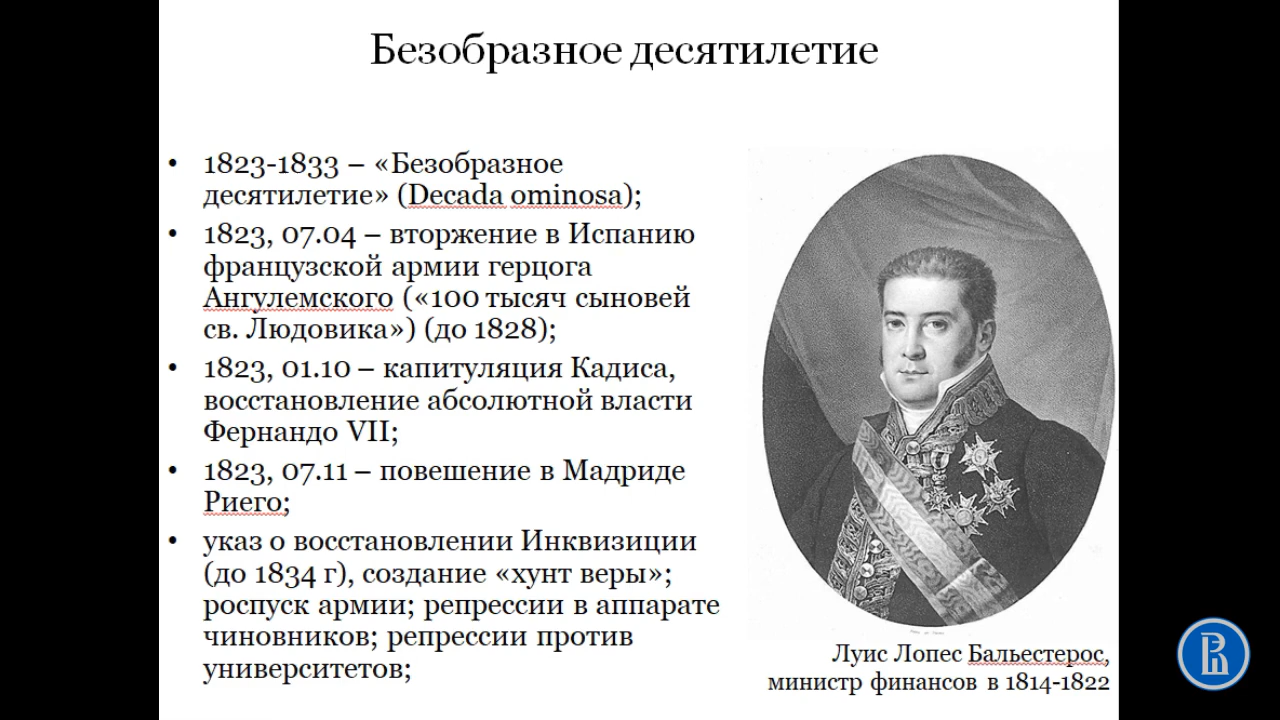 Безобразное десятилетие
• 1823-1833 – «Безобразное
десятилетие» (Decada ominosa);
• 1823, 07.04 – вторжение в Испанию
французской армии герцога
Ангулемского («100 тысяч сыновей
св. Людовика») (до 1828);
• 1823, 01.10 – капитуляция Кадиса,
восстановление абсолютной власти
Фернандо VII;
• 1823, 07.11 – повешение в Мадриде
Риего;
• указ о восстановлении Инквизиции
(до 1834 г), создание «хунт веры»;
роспуск армии; репрессии в аппарате
чиновников; репрессии против
университетов;
Луис Лопес Бальестерос,
министр финансов в 1814-1822